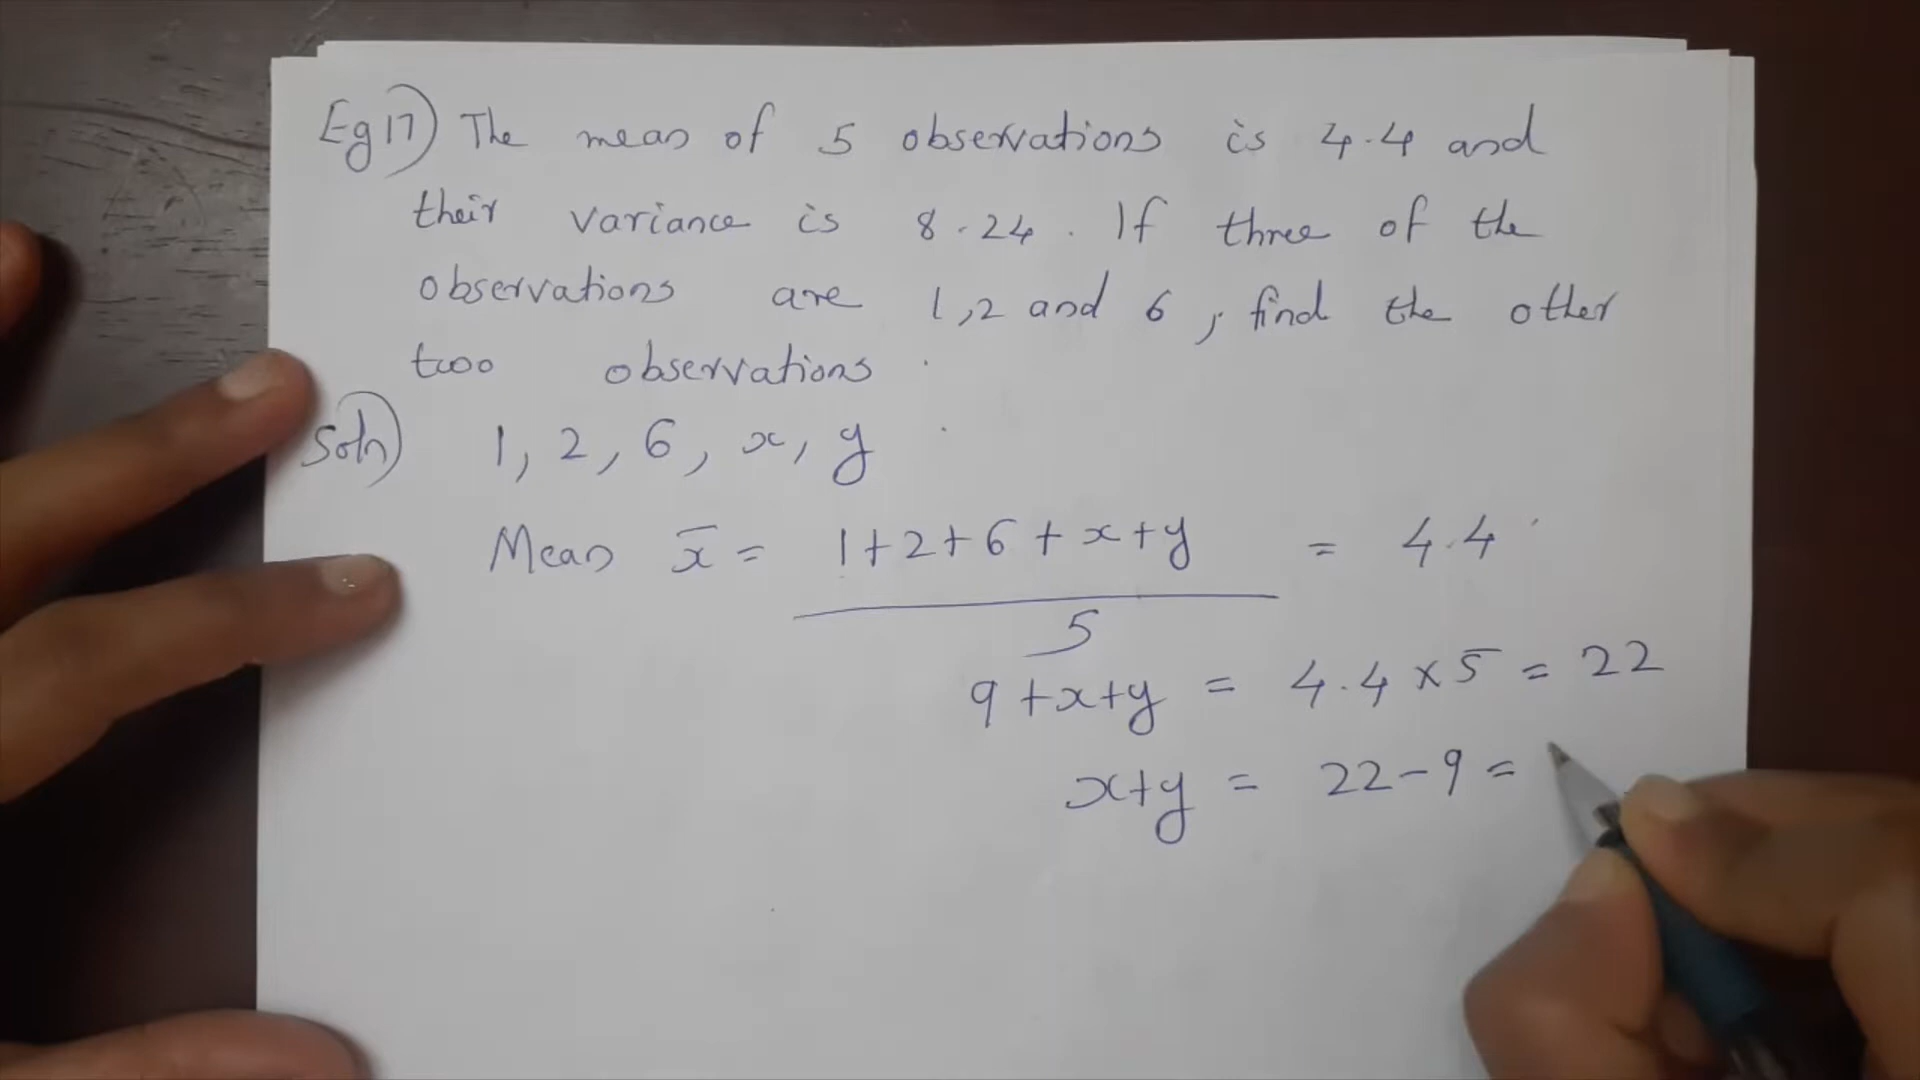 Eg 17) The mean of 5 observations is 4.4 and
their variance is 8.24. If three of the
observations are 1,2 and 6, find the other
two observations.
Soln) 1, 2, 6, x, y
Mean x̄ = 1+2+6+x+y = 4.4
5
9+x+y = 4.4 × 5 = 22
x+y = 22-9 =